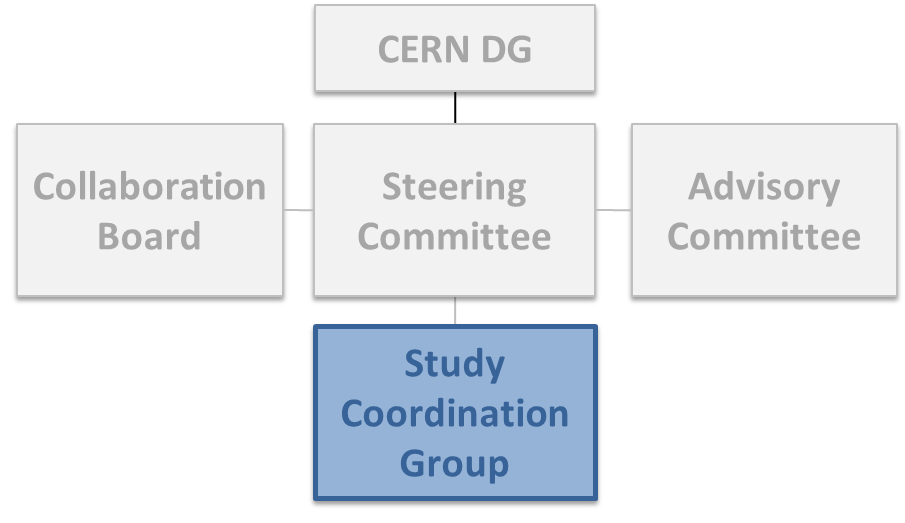 CERN DG
Collaboration
Board
Steering
Committee
Advisory
Committee
Study
Coordination
Group